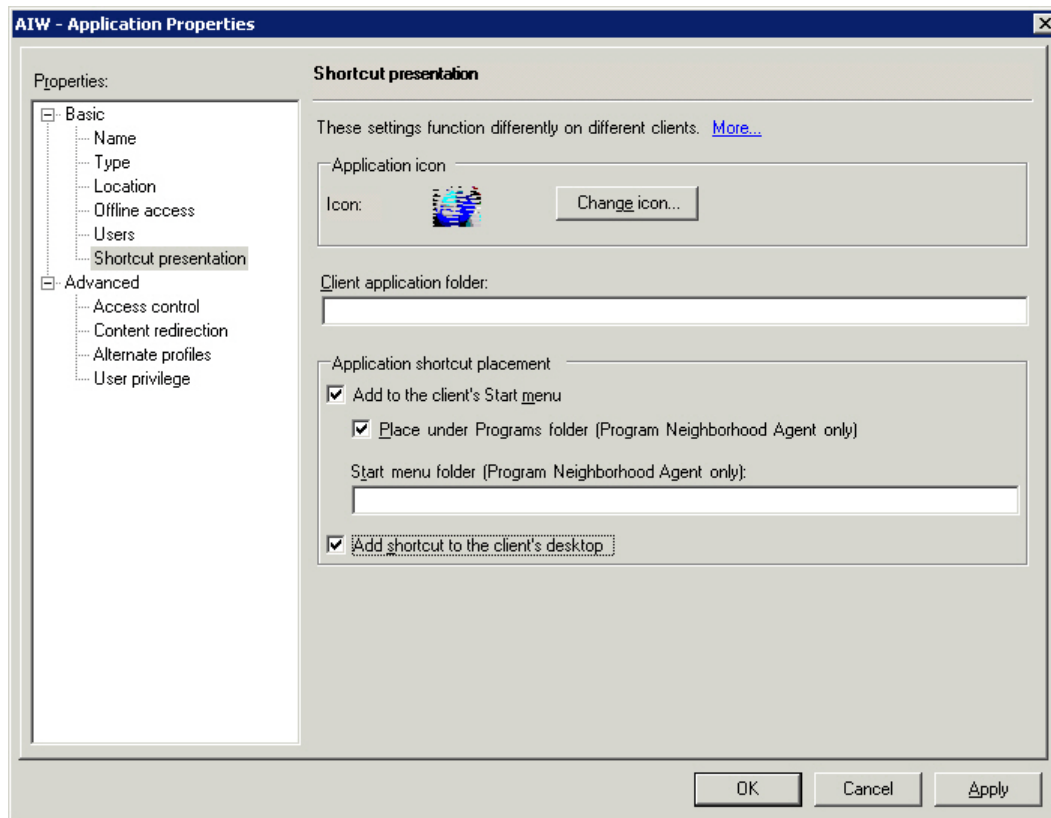 AIW - Application Properties
Properties:
Basic
Name
Type
Location
Offline access
Users
Shortcut presentation
Advanced
Access control
Content redirection
Alternate profiles
User privilege
Shortcut presentation
These settings function differently on different clients. More...
Application icon
Icon:
Change icon...
Client application folder:
Application shortcut placement
Add to the client's Start menu
Place under Programs folder (Program Neighborhood Agent only)
Start menu folder (Program Neighborhood Agent only):
Add shortcut to the client's desktop
OK
Cancel
Apply